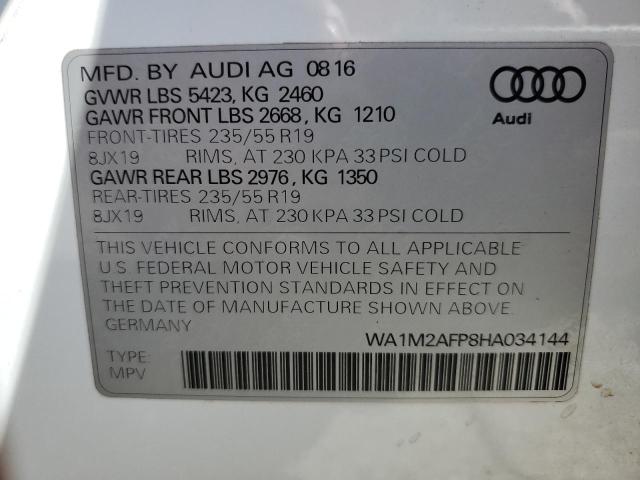 MFD. BY AUDI AG 08 16
GVWR LBS 5423, KG 2460
GAWR FRONT LBS 2668, KG 1210
FRONT-TIRES 235/55 R19
8JX19 RIMS, AT 230 KPA 33 PSI COLD
GAWR REAR LBS 2976, KG 1350
REAR-TIRES 235/55 R19
8JX19 RIMS, AT 230 KPA 33 PSI COLD
Audi
THIS VEHICLE CONFORMS TO ALL APPLICABLE
U.S. FEDERAL MOTOR VEHICLE SAFETY AND
THEFT PREVENTION STANDARDS IN EFFECT ON
THE DATE OF MANUFACTURE SHOWN ABOVE.
GERMANY
WA1M2AFP8HA034144
TYPE:
MPV